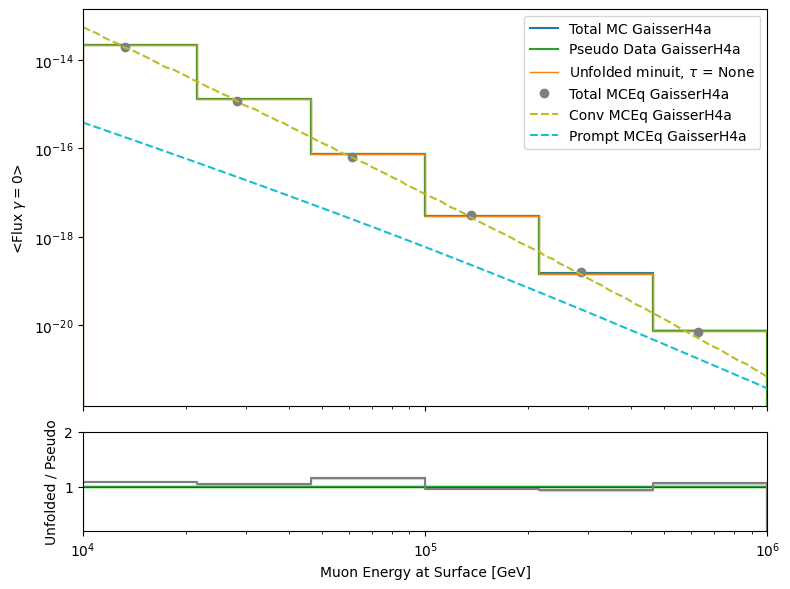 Total MC GaisserH4a
Pseudo Data GaisserH4a
Unfolded minuit, τ = None
Total MCEq GaisserH4a
Conv MCEq GaisserH4a
Prompt MCEq GaisserH4a
<Flux γ = 0>
10⁻¹⁴
10⁻¹⁶
10⁻¹⁸
10⁻²⁰
Unfolded / Pseudo
2
1
10⁴
10⁵
10⁶
Muon Energy at Surface [GeV]